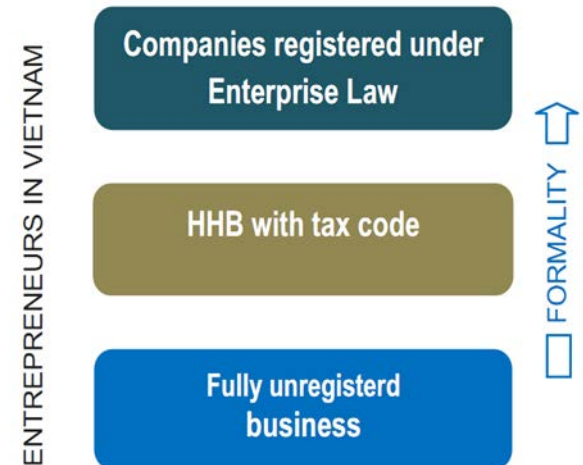 ENTREPRENEURS IN VIETNAM
Companies registered under
Enterprise Law
HHB with tax code
Fully unregisterd
business
FORMALITY